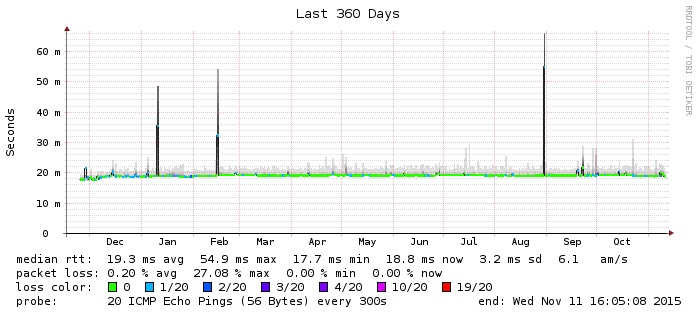 Last 360 Days
RRDTOOL / TOBI OETIKER
Seconds
60 m
50 m
40 m
30 m
20 m
10 m
0
Dec Jan Feb Mar Apr May Jun Jul Aug Sep Oct
median rtt: 19.3 ms avg 54.9 ms max 17.7 ms min 18.8 ms now 3.2 ms sd 6.1 am/s
packet loss: 0.20 % avg 27.08 % max 0.00 % min 0.00 % now
loss color: 0 1/20 2/20 3/20 4/20 10/20 19/20
probe: 20 ICMP Echo Pings (56 Bytes) every 300s end: Wed Nov 11 16:05:08 2015